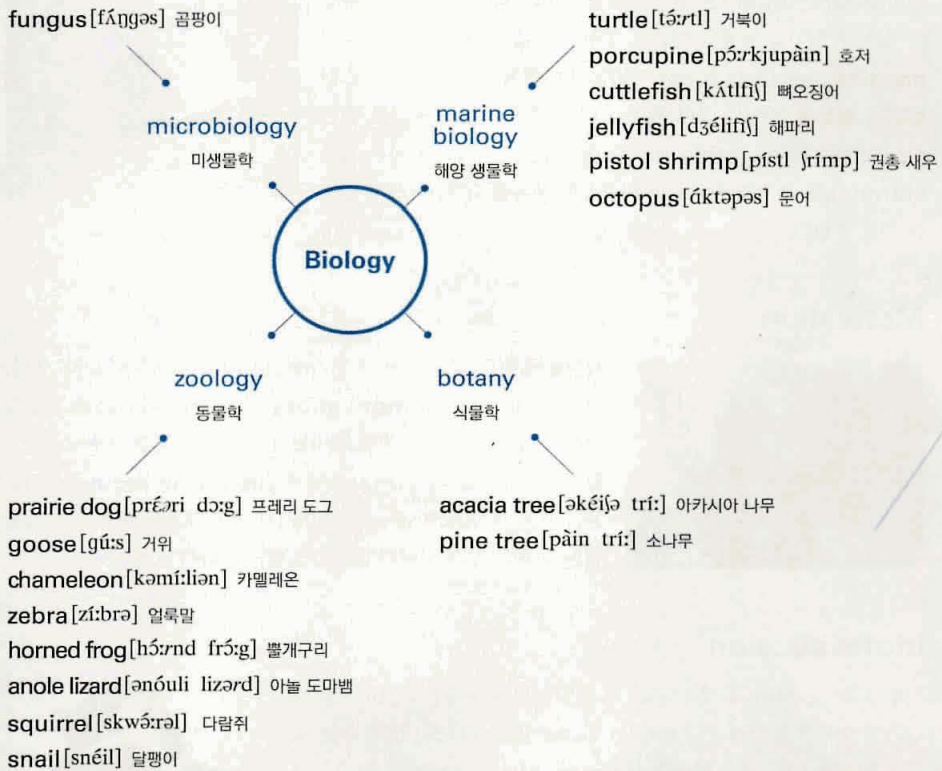 fungus [fʌ́ŋgəs] 곰팡이
microbiology
미생물학
turtle [tə́ːrtl] 거북이
porcupine [pɔ́ːrkjupàin] 호저
cuttlefish [kʌ́tlfìʃ] 뼈오징어
jellyfish [dʒélifìʃ] 해파리
pistol shrimp [pístl ʃrímp] 권총 새우
octopus [ɑ́ktəpəs] 문어
marine
biology
해양 생물학
Biology
zoology
동물학
botany
식물학
prairie dog [prɛ́əri dɔːg] 프레리 도그
goose [gúːs] 거위
chameleon [kəmíːliən] 카멜레온
zebra [zíːbrə] 얼룩말
horned frog [hɔ́ːrnd frɔ́ːg] 뿔개구리
anole lizard [ənóuli lizərd] 아놀 도마뱀
squirrel [skwə́ːrəl] 다람쥐
snail [snéil] 달팽이
acacia tree [əkéiʃə tríː] 아카시아 나무
pine tree [pàin tríː] 소나무